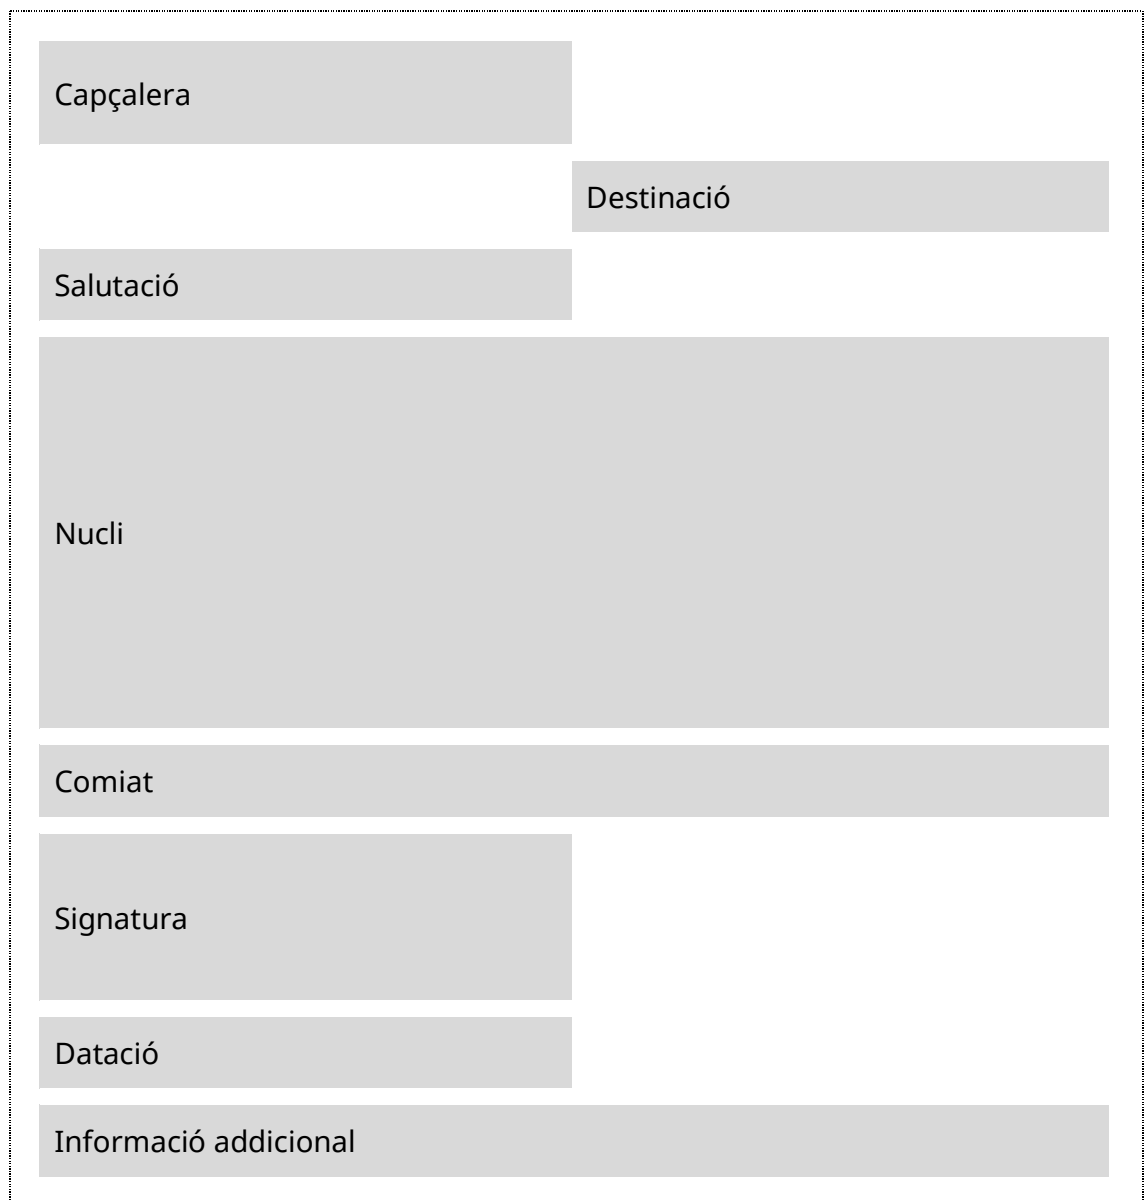 Capçalera
Destinació
Salutació
Nucli
Comiat
Signatura
Datació
Informació addicional